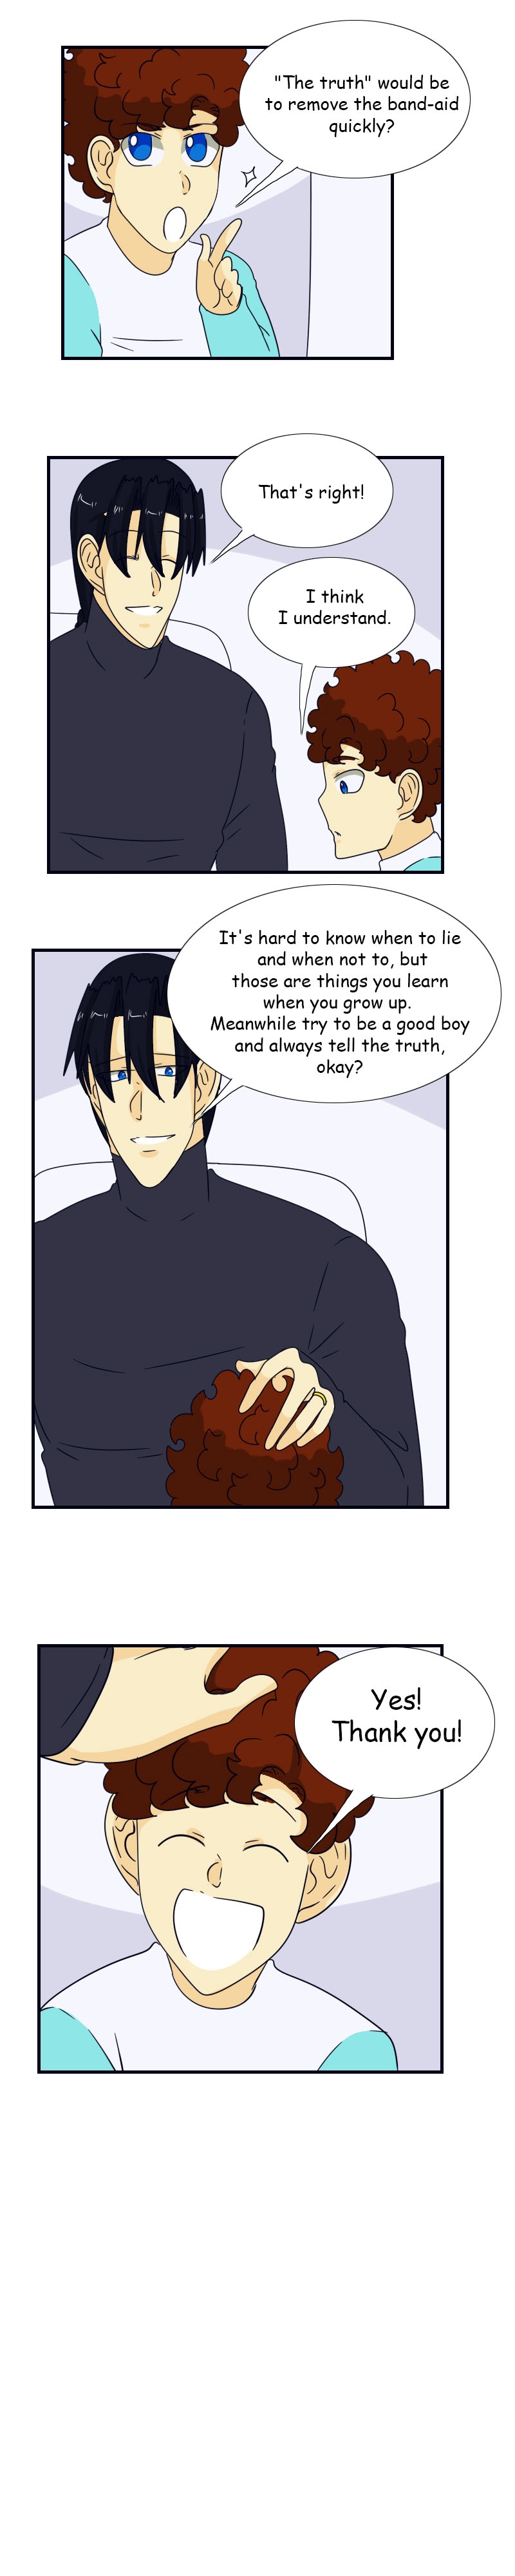 "The truth" would be
to remove the band-aid
quickly?
That's right!
I think
I understand.
It's hard to know when to lie
and when not to, but
those are things you learn
when you grow up.
Meanwhile try to be a good boy
and always tell the truth,
okay?
Yes!
Thank you!